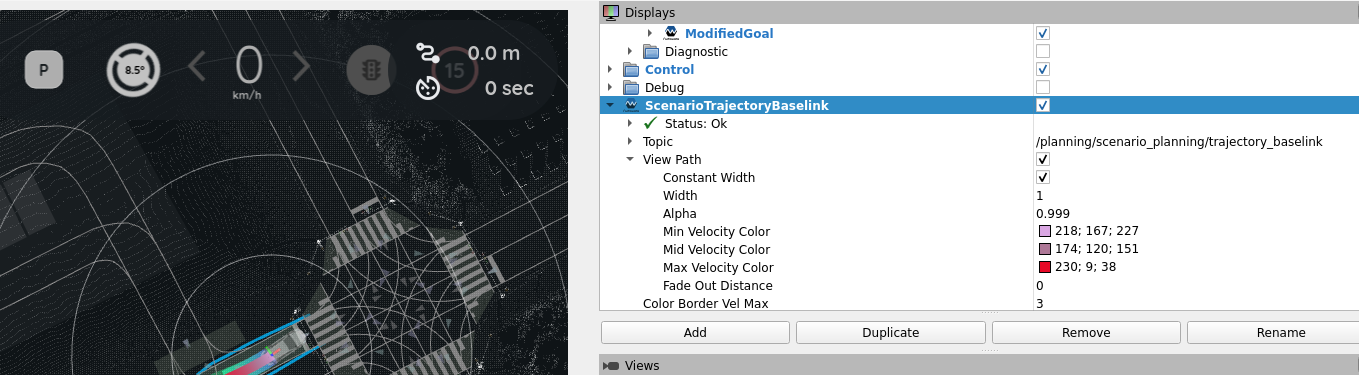 P
8.5°
0
km/h
15
0.0 m
0 sec
Displays
ModifiedGoal
Diagnostic
Control
Debug
ScenarioTrajectoryBaselink
Status: Ok
Topic /planning/scenario_planning/trajectory_baselink
View Path
Constant Width
Width 1
Alpha 0.999
Min Velocity Color 218; 167; 227
Mid Velocity Color 174; 120; 151
Max Velocity Color 230; 9; 38
Fade Out Distance 0
Color Border Vel Max 3
Add Duplicate Remove Rename
Views